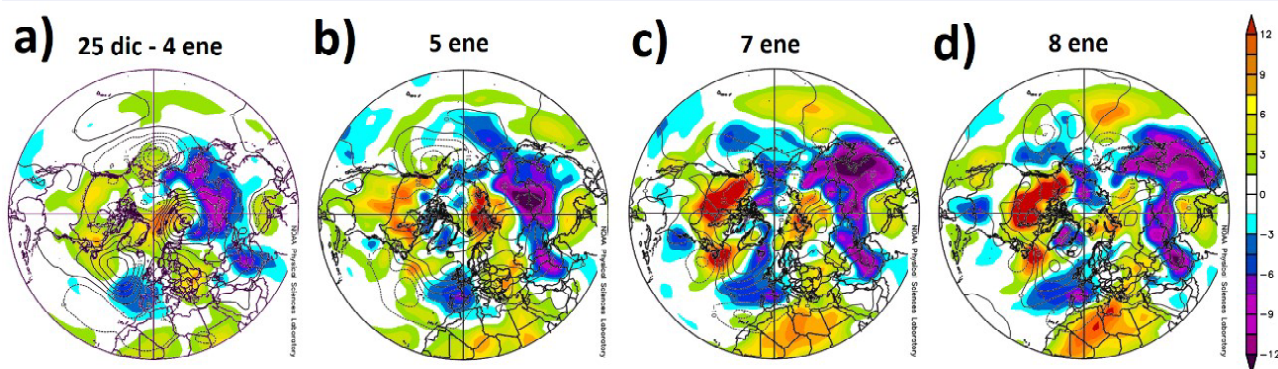 a) 25 dic - 4 ene
b) 5 ene
c) 7 ene
d) 8 ene
NOAA Physical Sciences Laboratory
NOAA Physical Sciences Laboratory
NOAA Physical Sciences Laboratory
NOAA Physical Sciences Laboratory
12
9
6
3
0
-3
-6
-9
-12